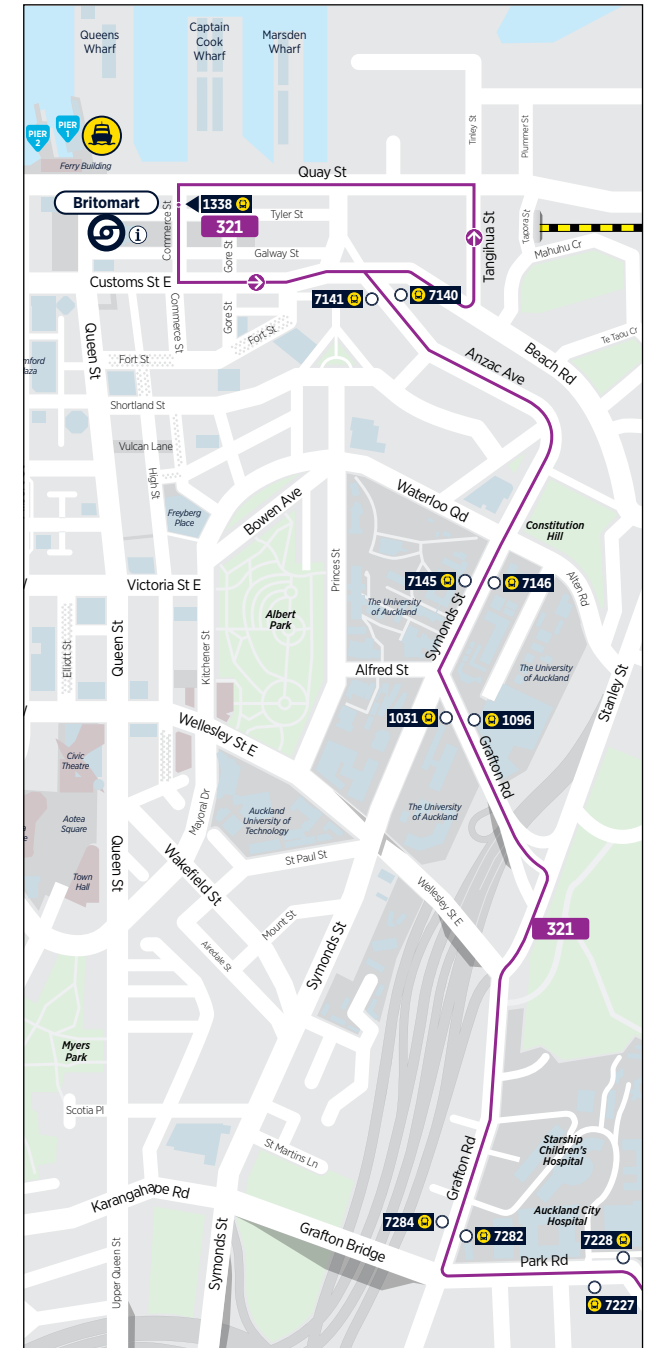 Queens
Wharf
Captain
Cook
Wharf
Marsden
Wharf
PIER
2
PIER
1
Ferry Building
Tinley St
Plummer St
Quay St
Britomart
i
Commerce St
1338
321
Tyler St
Gore St
Galway St
Tangihua St
Tapora St
Mahuhu Cr
Customs St E
7141
7140
Commerce St
Gore St
Fort St
Queen St
Fort St
Anzac Ave
Beach Rd
Te Taou Cr
mford
aza
Shortland St
Vulcan Lane
High St
Freyberg
Place
Bowen Ave
Waterloo Qd
Constitution
Hill
Princes St
Victoria St E
7145
7146
Alten Rd
The University
of Auckland
Symonds St
Albert
Park
Elliott St
Queen St
Kitchener St
Alfred St
The University
of Auckland
Stanley St
1031
1096
Wellesley St E
Grafton Rd
Civic
Theatre
Aotea
Square
Mayoral Dr
Auckland
University of
Technology
The University
of Auckland
Queen St
Town
Hall
Wakefield St
St Paul St
Wellesley St E
Mount St
Airedale St
Symonds St
321
Myers
Park
Scotia Pl
St Martins Ln
Grafton Rd
Starship
Children's
Hospital
Karangahape Rd
Auckland City
Hospital
7284
7282
7228
Grafton Bridge
Park Rd
Upper Queen St
Symonds St
7227